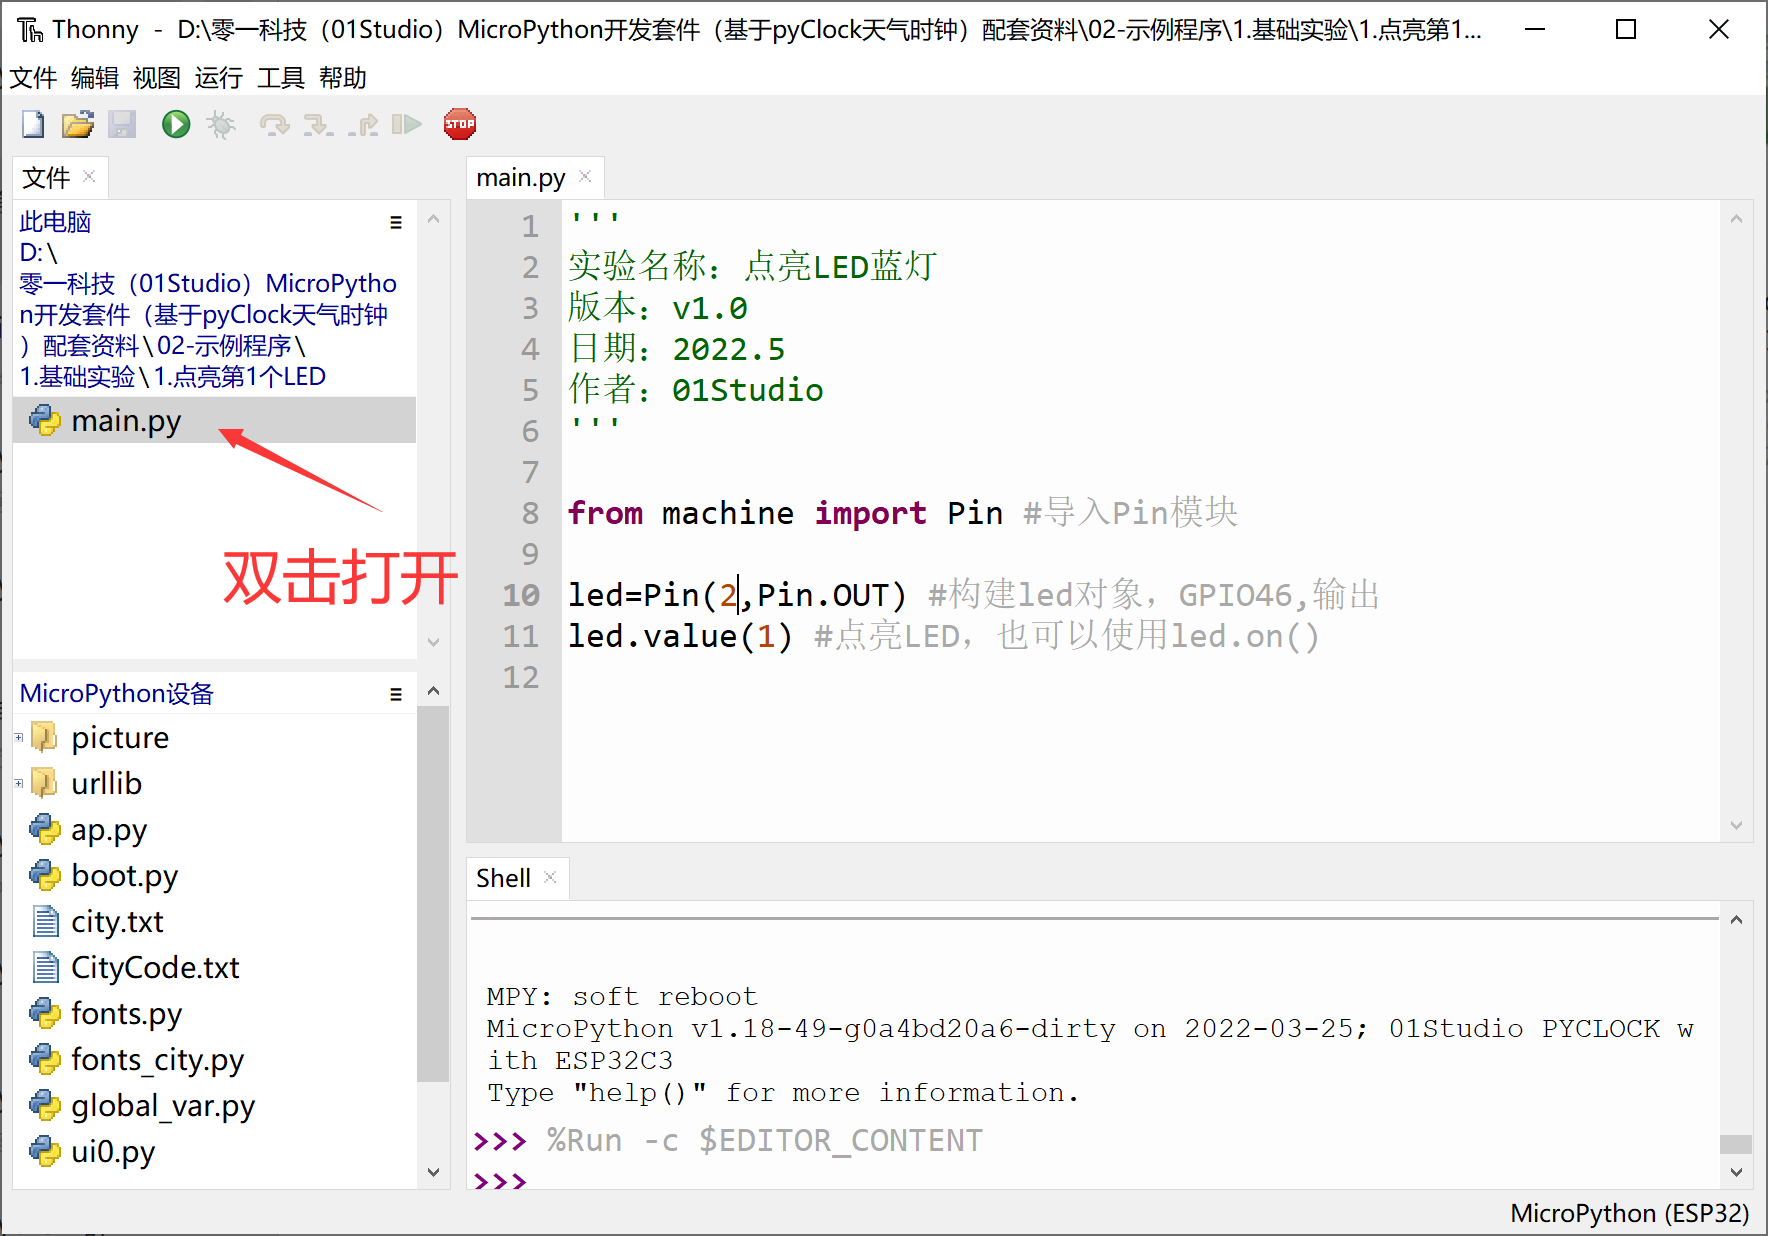 Thonny - D:\零一科技（01Studio）MicroPython开发套件（基于pyClock天气时钟）配套资料\02-示例程序\1.基础实验\1.点亮第1...
文件 编辑 视图 运行 工具 帮助
STOP
文件
此电脑
D:\
零一科技（01Studio）MicroPytho
n开发套件（基于pyClock天气时钟
）配套资料\02-示例程序\
1.基础实验\1.点亮第1个LED
main.py
双击打开
MicroPython设备
picture
urllib
ap.py
boot.py
city.txt
CityCode.txt
fonts.py
fonts_city.py
global_var.py
ui0.py
main.py
1 '''
2 实验名称：点亮LED蓝灯
3 版本：v1.0
4 日期：2022.5
5 作者：01Studio
6 '''
7
8 from machine import Pin #导入Pin模块
9
10 led=Pin(2,Pin.OUT) #构建led对象，GPIO46,输出
11 led.value(1) #点亮LED，也可以使用led.on()
12
Shell
MPY: soft reboot
MicroPython v1.18-49-g0a4bd20a6-dirty on 2022-03-25; 01Studio PYCLOCK w
ith ESP32C3
Type "help()" for more information.
>>> %Run -c $EDITOR_CONTENT
>>>
MicroPython (ESP32)